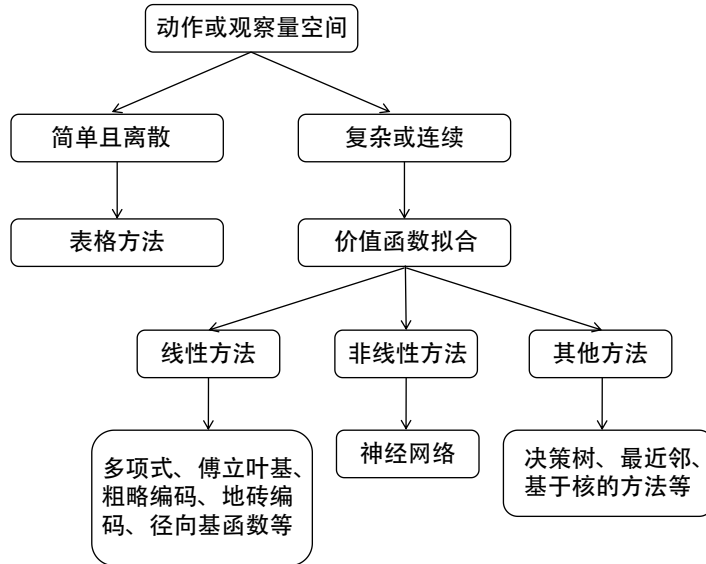 动作或观察量空间
简单且离散
复杂或连续
表格方法
价值函数拟合
线性方法
非线性方法
其他方法
多项式、傅立叶基、
粗略编码、地砖编
码、径向基函数等
神经网络
决策树、最近邻、
基于核的方法等